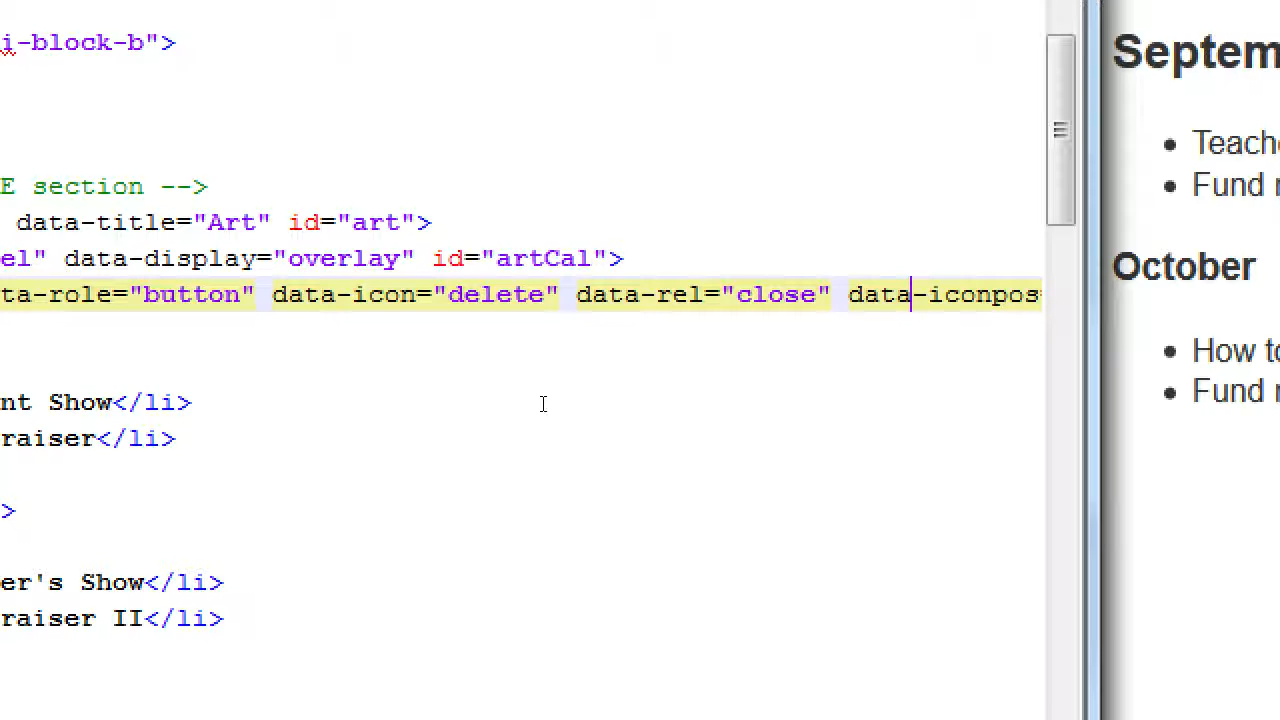 i-block-b">
E section -->
data-title="Art" id="art">
el" data-display="overlay" id="artCal">
ta-role="button" data-icon="delete" data-rel="close" data-iconpos
nt Show</li>
raiser</li>
>
er's Show</li>
raiser II</li>
Septem
Teach
Fund
October
How to
Fund